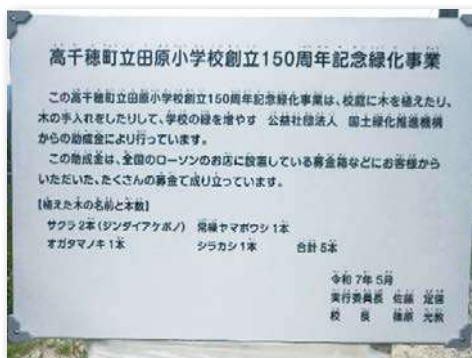 高千穂町立田原小学校創立150周年記念緑化事業
この高千穂町立田原小学校創立150周年記念緑化事業は、校庭に木を植えたり、
木の手入れをしたりして、学校の緑を増やす 公益社団法人 国土緑化推進機構
からの助成金により行っています。
この助成金は、全国のローソンのお店に設置している募金箱などにお客様から
いただいた、たくさんの募金で成り立っています。
【植えた木の名前と本数】
サクラ 2本(ジンダイアケボノ) 常緑ヤマボウシ 1本
オガタマノキ 1本 シラカシ 1本 合計 5本
令和 7年 5月
実行委員長 佐藤 定信
校 長 篠原 光教